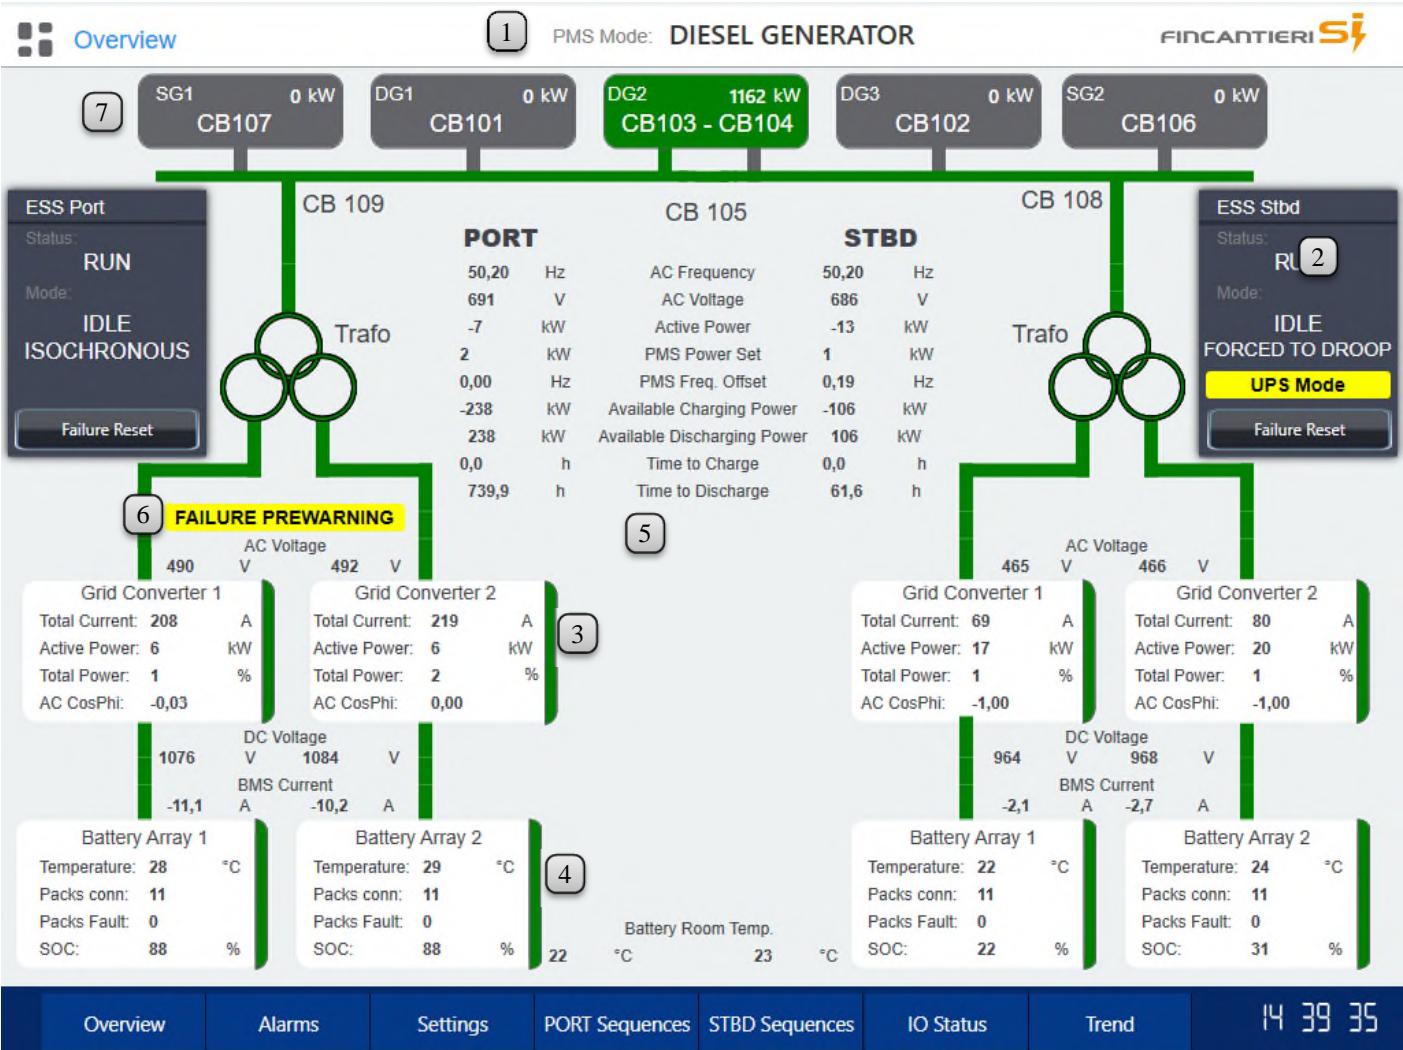 Overview
1
PMS Mode: DIESEL GENERATOR
FINCANTIERI SI
7
SG1 0 kW
CB107
DG1 0 kW
CB101
DG2 1162 kW
CB103 - CB104
DG3 0 kW
CB102
SG2 0 kW
CB106
CB 109
CB 105
CB 108
ESS Port
Status:
RUN
Mode:
IDLE
ISOCHRONOUS
Failure Reset
ESS Stbd
Status:
2
Mode:
IDLE
FORCED TO DROOP
UPS Mode
Failure Reset
Trafo
Trafo
PORT STBD
50,20 Hz AC Frequency 50,20 Hz
691 V AC Voltage 686 V
-7 kW Active Power -13 kW
2 kW PMS Power Set 1 kW
0,00 Hz PMS Freq. Offset 0,19 Hz
-238 kW Available Charging Power -106 kW
238 kW Available Discharging Power 106 kW
0,0 h Time to Charge 0,0 h
739,9 h Time to Discharge 61,6 h
6
FAILURE PREWARNING
5
AC Voltage
490 V 492 V
AC Voltage
465 V 466 V
Grid Converter 1
Total Current: 208 A
Active Power: 6 kW
Total Power: 1 %
AC CosPhi: -0,03
Grid Converter 2
Total Current: 219 A
Active Power: 6 kW
Total Power: 2 %
AC CosPhi: 0,00
3
Grid Converter 1
Total Current: 69 A
Active Power: 17 kW
Total Power: 1 %
AC CosPhi: -1,00
Grid Converter 2
Total Current: 80 A
Active Power: 20 kW
Total Power: 1 %
AC CosPhi: -1,00
DC Voltage
1076 V 1084 V
BMS Current
-11,1 A -10,2 A
DC Voltage
964 V 968 V
BMS Current
-2,1 A -2,7 A
Battery Array 1
Temperature: 28 °C
Packs conn: 11
Packs Fault: 0
SOC: 88 %
Battery Array 2
Temperature: 29 °C
Packs conn: 11
Packs Fault: 0
SOC: 88 %
4
Battery Room Temp.
22 °C 23 °C
Battery Array 1
Temperature: 22 °C
Packs conn: 11
Packs Fault: 0
SOC: 22 %
Battery Array 2
Temperature: 24 °C
Packs conn: 11
Packs Fault: 0
SOC: 31 %
Overview Alarms Settings PORT Sequences STBD Sequences IO Status Trend 14 39 35